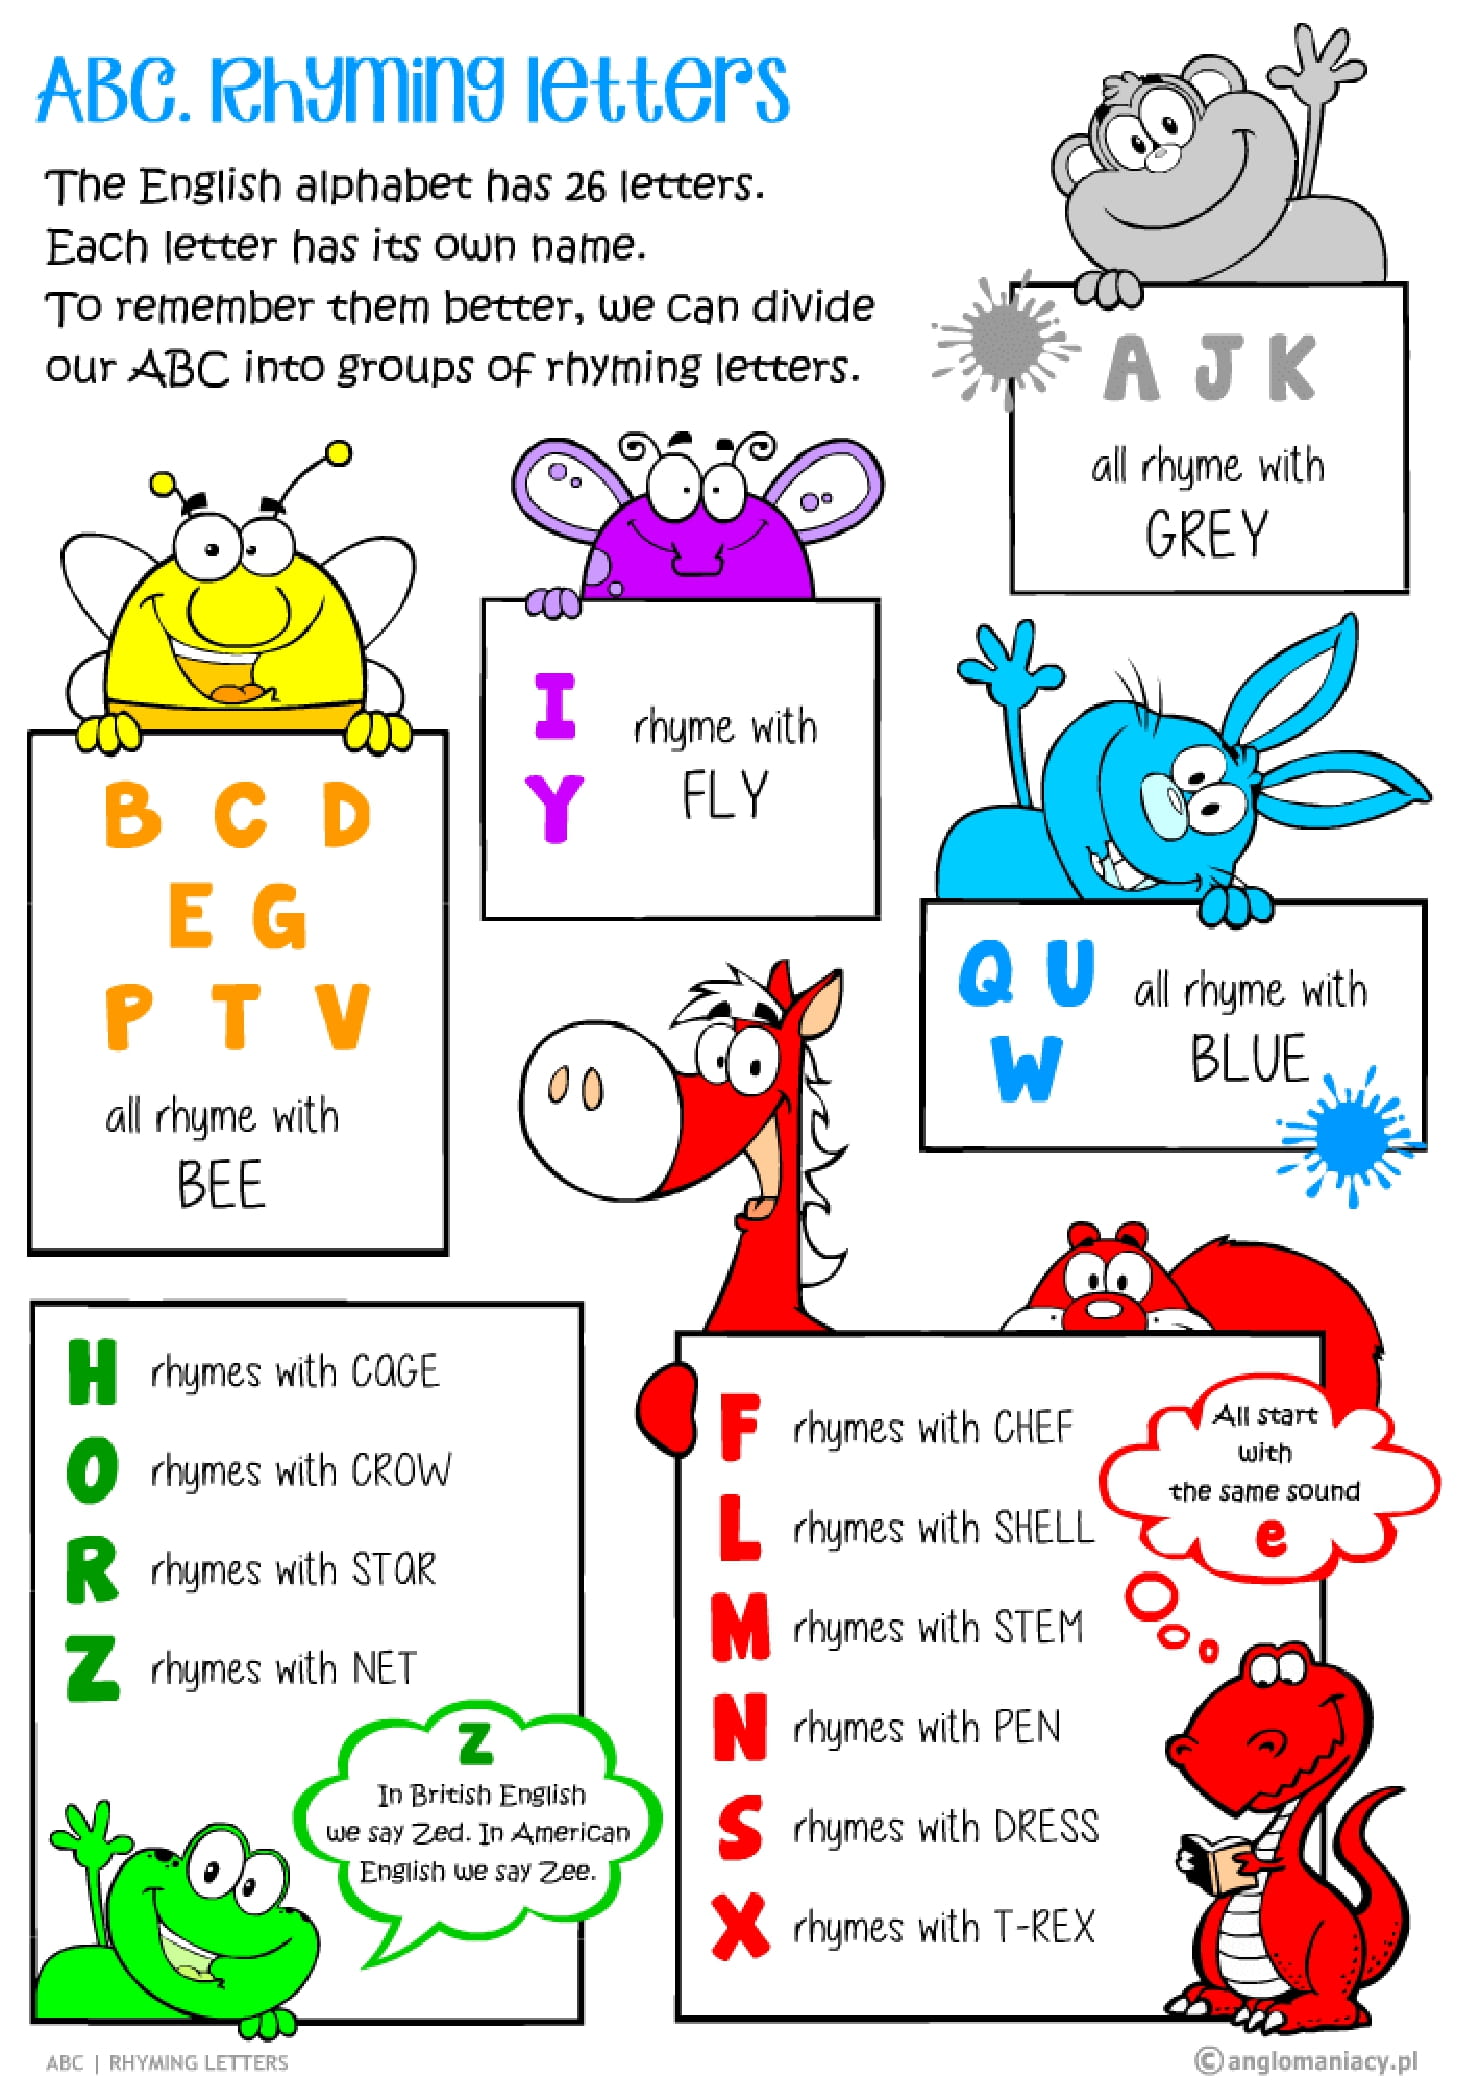 ABC. Rhyming letters
The English alphabet has 26 letters.
Each letter has its own name.
To remember them better, we can divide
our ABC into groups of rhyming letters.
A J K
all rhyme with
GREY
B C D
E G
P T V
all rhyme with
BEE
I
Y
rhyme with
FLY
Q U
W
all rhyme with
BLUE
H rhymes with CAGE
O rhymes with CROW
R rhymes with STAR
Z rhymes with NET
Z
In British English
we say Zed. In American
English we say Zee.
F rhymes with CHEF
L rhymes with SHELL
M rhymes with STEM
N rhymes with PEN
S rhymes with DRESS
X rhymes with T-REX
All start
with
the same sound
e
ABC | RHYMING LETTERS
©anglomaniacy.pl